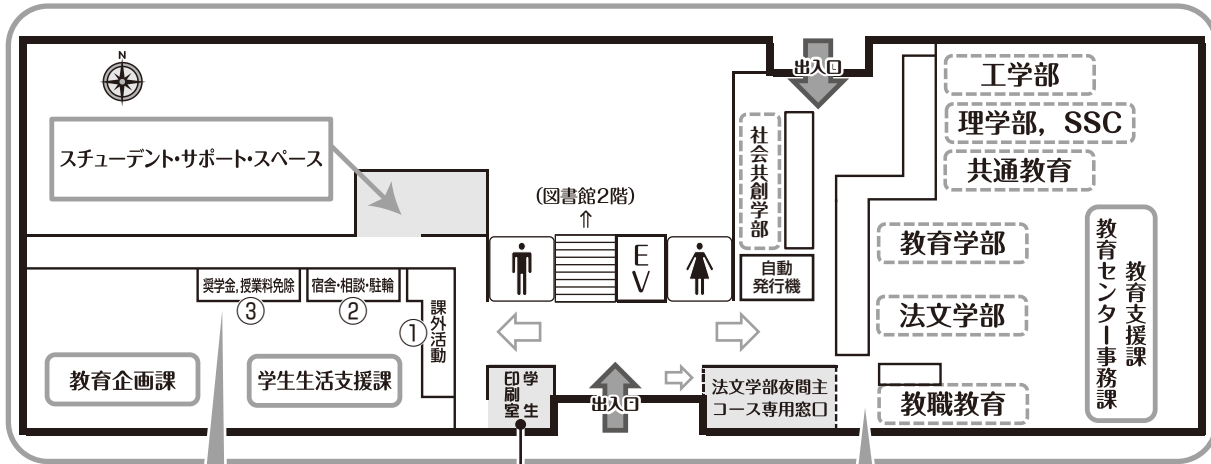 N
スチューデント・サポート・スペース
(図書館2階)
⇑
EV
出入口
社会共創学部
自動
発行機
工学部
理学部，SSC
共通教育
教育学部
法文学部
教職教育
教育支援課
教育センター事務課
奨学金，授業料免除
③
宿舎・相談・駐輪
②
①
課外活動
教育企画課
学生生活支援課
学生
印刷室
出入口
法文学部夜間主
コース専用窓口